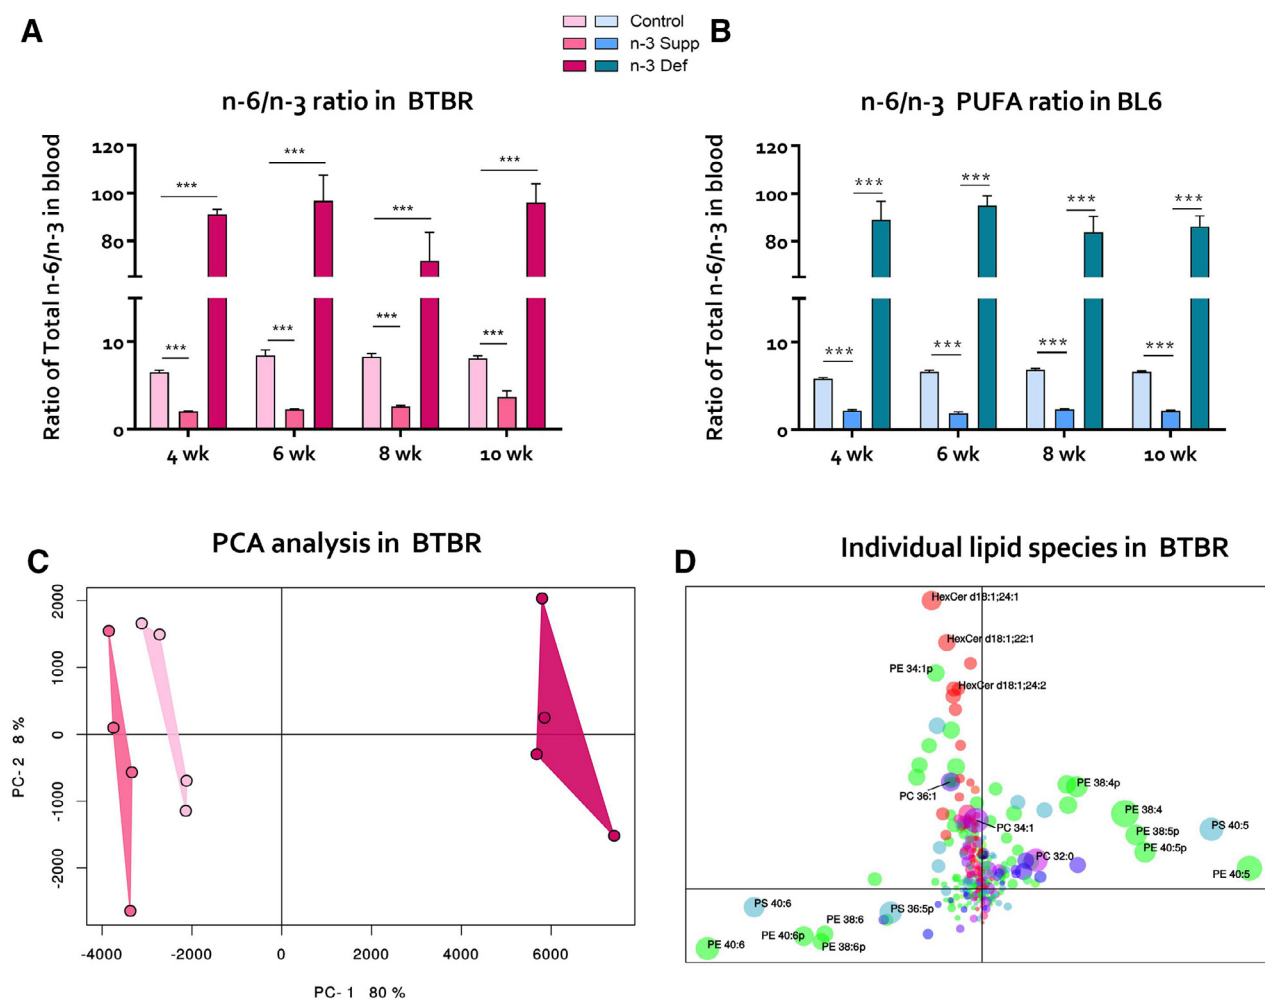 A
Control
n-3 Supp
n-3 Def
B
n-6/n-3 ratio in BTBR
n-6/n-3 PUFA ratio in BL6
Ratio of Total n-6/n-3 in blood
120
100
80
10
0
***
***
***
***
***
***
***
***
4 wk
6 wk
8 wk
10 wk
Ratio of Total n-6/n-3 in blood
120
100
80
10
0
***
***
***
***
***
***
***
***
4 wk
6 wk
8 wk
10 wk
C
PCA analysis in BTBR
PC- 2 8 %
2000
1000
0
-1000
-2000
-4000
-2000
0
2000
4000
6000
PC- 1 80 %
D
Individual lipid species in BTBR
HexCer d18:1;24:1
HexCer d18:1;22:1
PE 34:1p
HexCer d18:1;24:2
PC 36:1
PE 38:4p
PE 38:4
PC 34:1
PS 40:5
PE 38:5p
PE 40:5p
PC 32:0
PE 40:5
PS 40:6
PS 36:5p
PE 38:6
PE 40:6p
PE 38:6p
PE 40:6